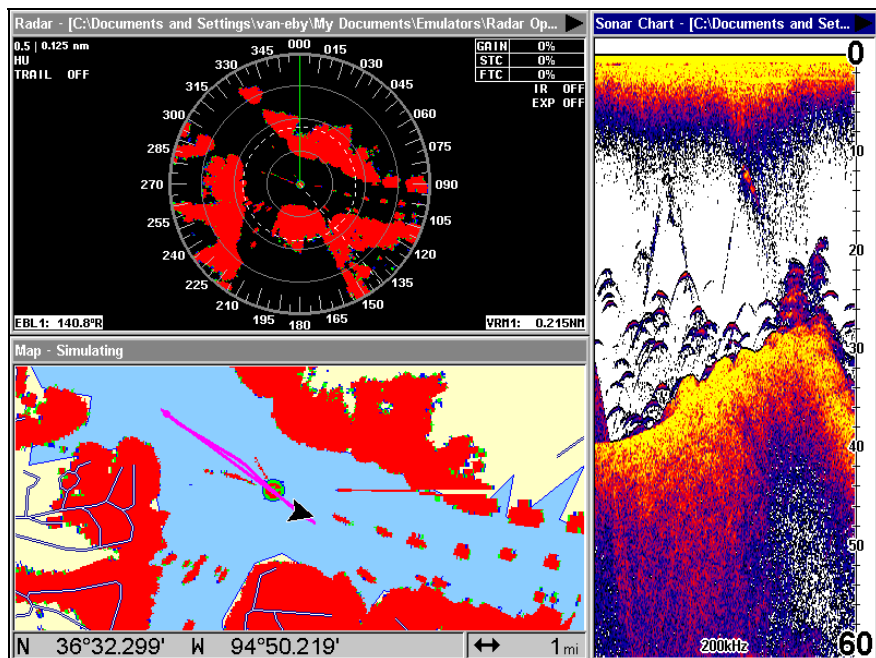 Radar - [C:\Documents and Settings\van-eby\My Documents\Emulators\Radar Op...
0.5 | 0.125 nm
HU
TRAIL OFF
GAIN 0%
STC 0%
FTC 0%
IR OFF
EXP OFF
000
015
030
045
060
075
090
105
120
135
150
165
180
195
210
225
240
255
270
285
300
315
330
345
EBL1: 140.8°R
VRM1: 0.215NM
Map - Simulating
N 36°32.299' W 94°50.219'
↔ 1 mi
Sonar Chart - [C:\Documents and Set...
0
10
20
30
40
50
60
200kHz